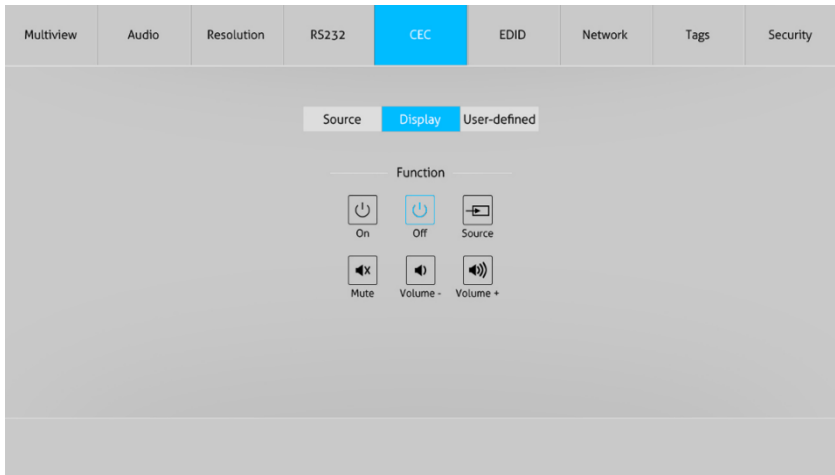 Multiview Audio Resolution RS232 CEC EDID Network Tags Security
Source Display User-defined
Function
On Off Source
Mute Volume - Volume +